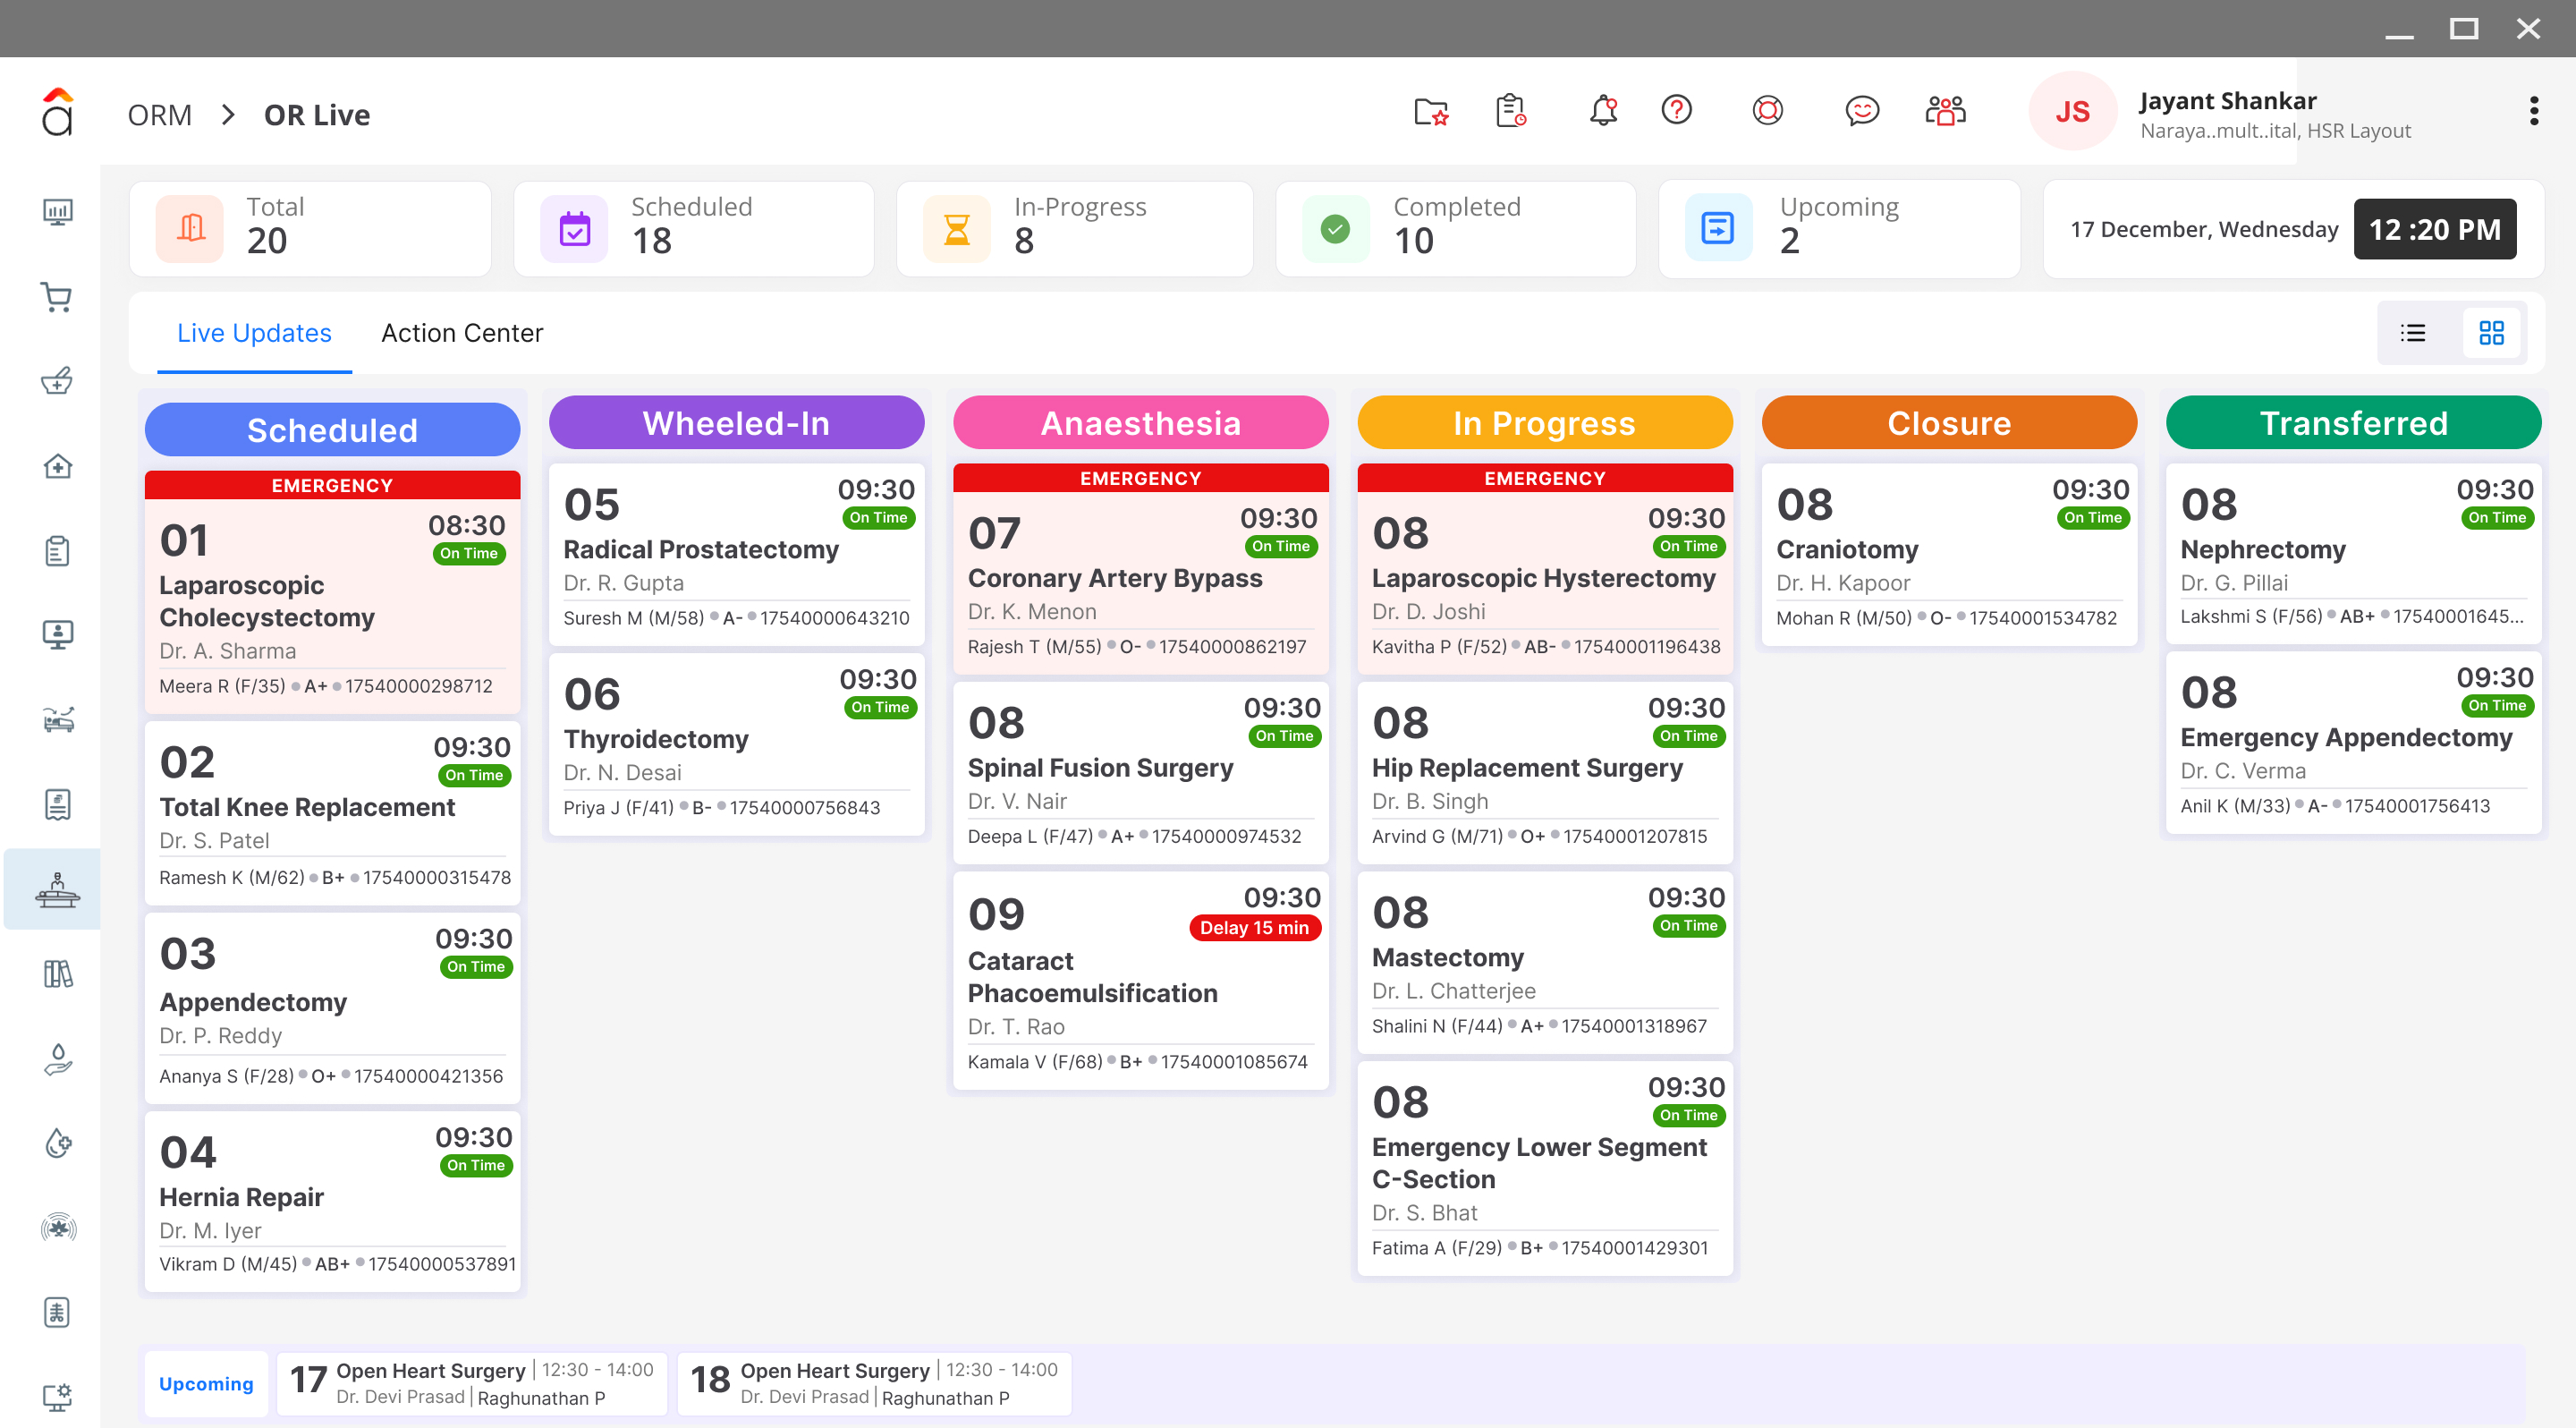 ORM > OR Live
JS
Jayant Shankar
Naraya..mult..ital, HSR Layout
Total
20
Scheduled
18
In-Progress
8
Completed
10
Upcoming
2
17 December, Wednesday
12 :20 PM
Live Updates
Action Center
Scheduled
EMERGENCY
01
08:30
On Time
Laparoscopic
Cholecystectomy
Dr. A. Sharma
Meera R (F/35) • A+ • 17540000298712
02
09:30
On Time
Total Knee Replacement
Dr. S. Patel
Ramesh K (M/62) • B+ • 17540000315478
03
09:30
On Time
Appendectomy
Dr. P. Reddy
Ananya S (F/28) • O+ • 17540000421356
04
09:30
On Time
Hernia Repair
Dr. M. Iyer
Vikram D (M/45) • AB+ • 17540000537891
Wheeled-In
05
09:30
On Time
Radical Prostatectomy
Dr. R. Gupta
Suresh M (M/58) • A- • 17540000643210
06
09:30
On Time
Thyroidectomy
Dr. N. Desai
Priya J (F/41) • B- • 17540000756843
Anaesthesia
EMERGENCY
07
09:30
On Time
Coronary Artery Bypass
Dr. K. Menon
Rajesh T (M/55) • O- • 17540000862197
08
09:30
On Time
Spinal Fusion Surgery
Dr. V. Nair
Deepa L (F/47) • A+ • 17540000974532
09
09:30
Delay 15 min
Cataract
Phacoemulsification
Dr. T. Rao
Kamala V (F/68) • B+ • 17540001085674
In Progress
EMERGENCY
08
09:30
On Time
Laparoscopic Hysterectomy
Dr. D. Joshi
Kavitha P (F/52) • AB- • 17540001196438
08
09:30
On Time
Hip Replacement Surgery
Dr. B. Singh
Arvind G (M/71) • O+ • 17540001207815
08
09:30
On Time
Mastectomy
Dr. L. Chatterjee
Shalini N (F/44) • A+ • 17540001318967
08
09:30
On Time
Emergency Lower Segment
C-Section
Dr. S. Bhat
Fatima A (F/29) • B+ • 17540001429301
Closure
08
09:30
On Time
Craniotomy
Dr. H. Kapoor
Mohan R (M/50) • O- • 17540001534782
Transferred
08
09:30
On Time
Nephrectomy
Dr. G. Pillai
Lakshmi S (F/56) • AB+ • 17540001645...
08
09:30
On Time
Emergency Appendectomy
Dr. C. Verma
Anil K (M/33) • A- • 17540001756413
Upcoming
17
Open Heart Surgery | 12:30 - 14:00
Dr. Devi Prasad | Raghunathan P
18
Open Heart Surgery | 12:30 - 14:00
Dr. Devi Prasad | Raghunathan P